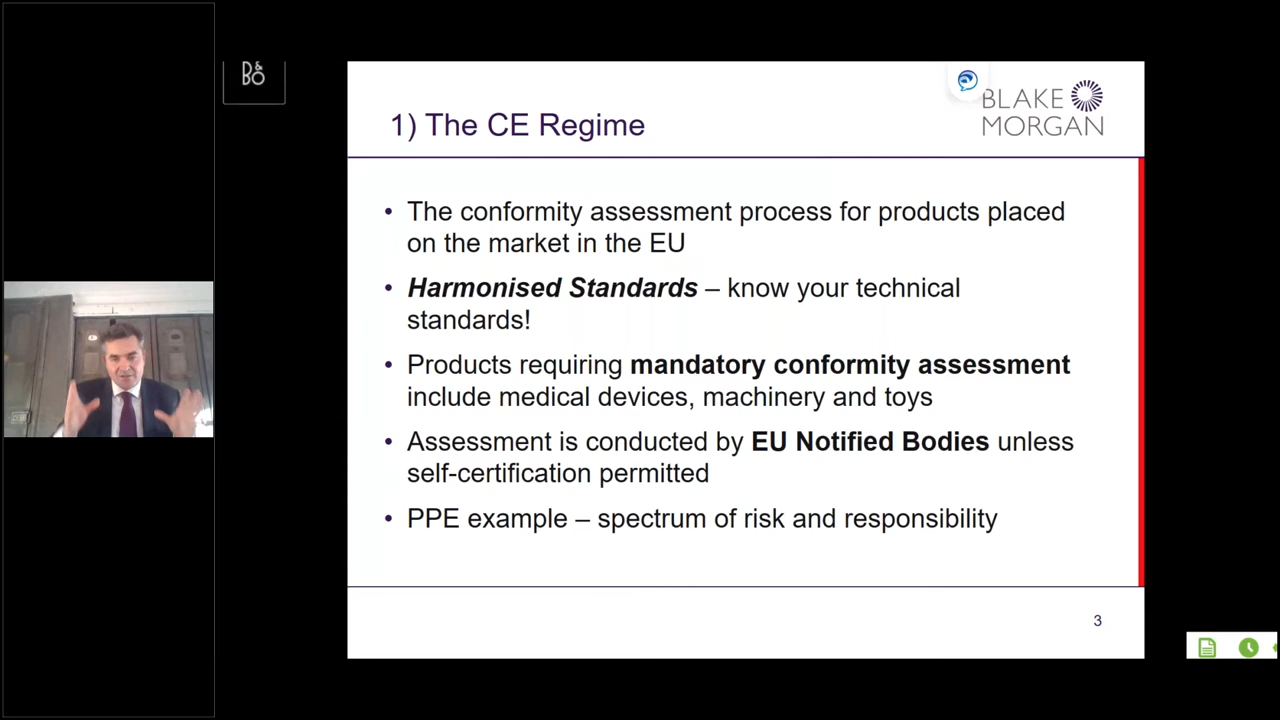 B&O
1) The CE Regime
BLAKE
MORGAN
• The conformity assessment process for products placed
on the market in the EU
• Harmonised Standards – know your technical
standards!
• Products requiring mandatory conformity assessment
include medical devices, machinery and toys
• Assessment is conducted by EU Notified Bodies unless
self-certification permitted
• PPE example – spectrum of risk and responsibility
3